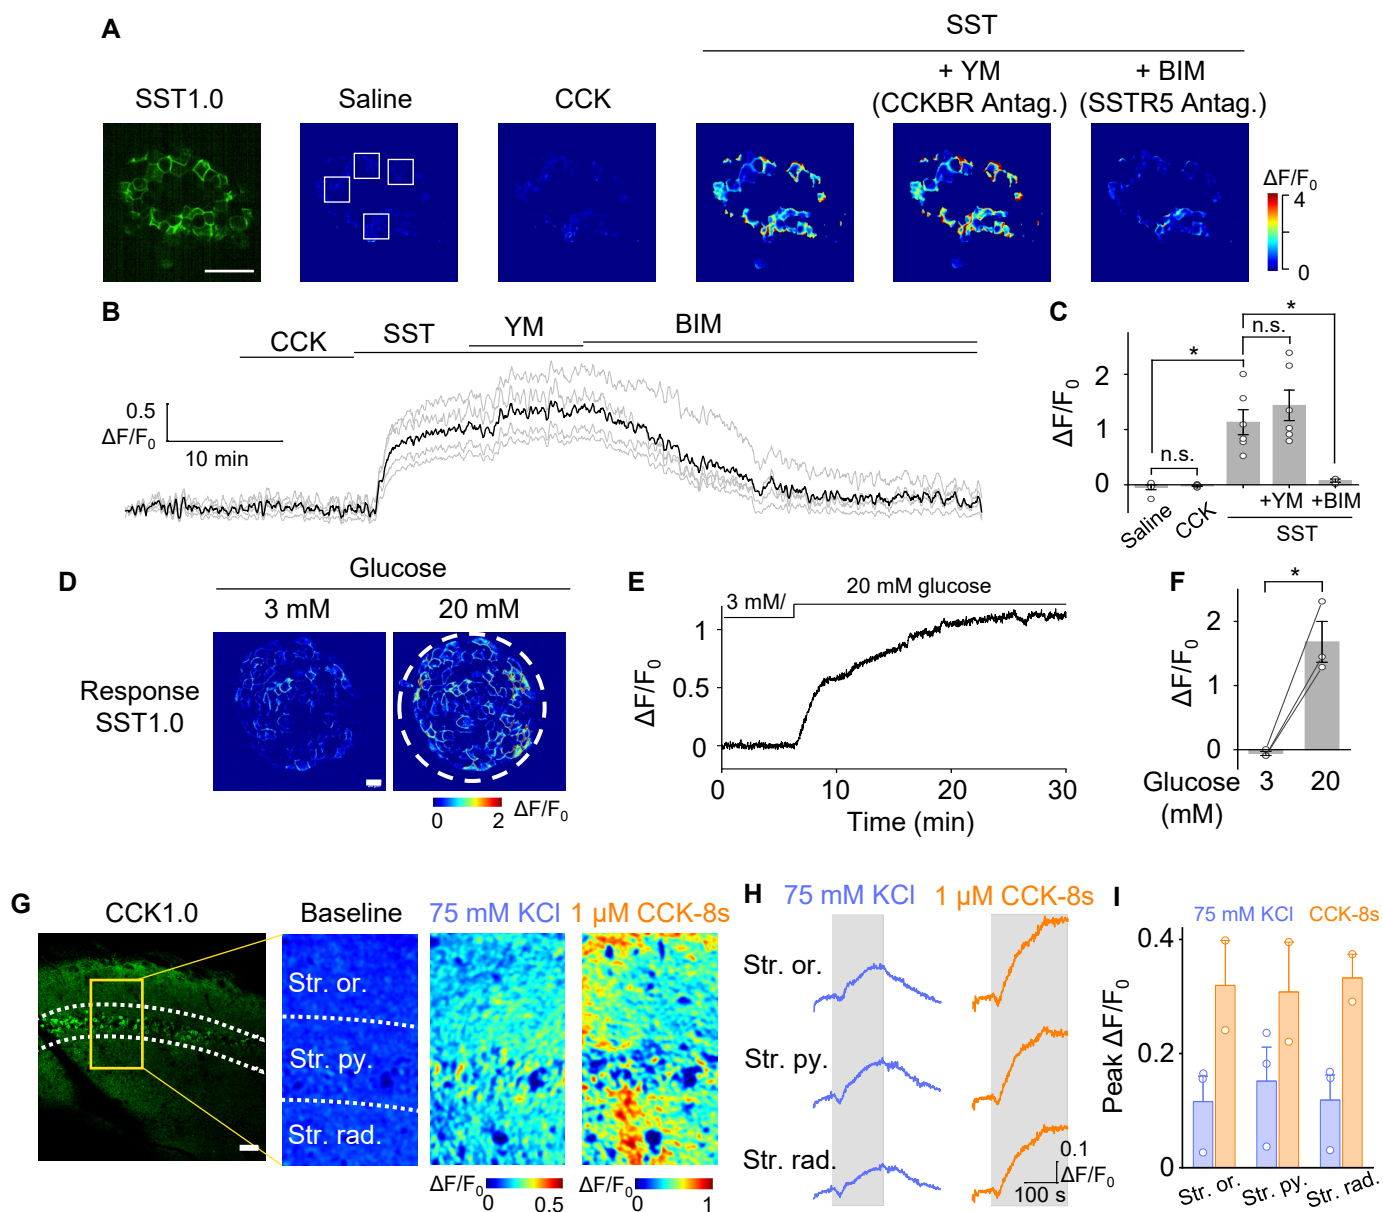 A
SST
+ YM
+ BIM
SST1.0
Saline
CCK
(CCKBR Antag.)
(SSTR5 Antag.)
ΔF/F0
4
0
B
CCK
SST
YM
BIM
0.5
ΔF/F0
10 min
C
*
n.s.
*
n.s.
2
1
0
ΔF/F0
Saline
CCK
+YM
+BIM
SST
D
Glucose
3 mM
20 mM
Response
SST1.0
0
2
ΔF/F0
E
3 mM/
20 mM glucose
1
0.5
0
ΔF/F0
0
10
20
30
Time (min)
F
*
2
1
0
ΔF/F0
Glucose
3
20
(mM)
G
CCK1.0
Baseline
75 mM KCl
1 μM CCK-8s
Str. or.
Str. py.
Str. rad.
ΔF/F0
0
0.5
ΔF/F0
0
1
H
75 mM KCl
1 μM CCK-8s
Str. or.
Str. py.
Str. rad.
0.1
ΔF/F0
100 s
I
75 mM KCl
CCK-8s
0.4
0.2
0
Peak ΔF/F0
Str. or.
Str. py.
Str. rad.